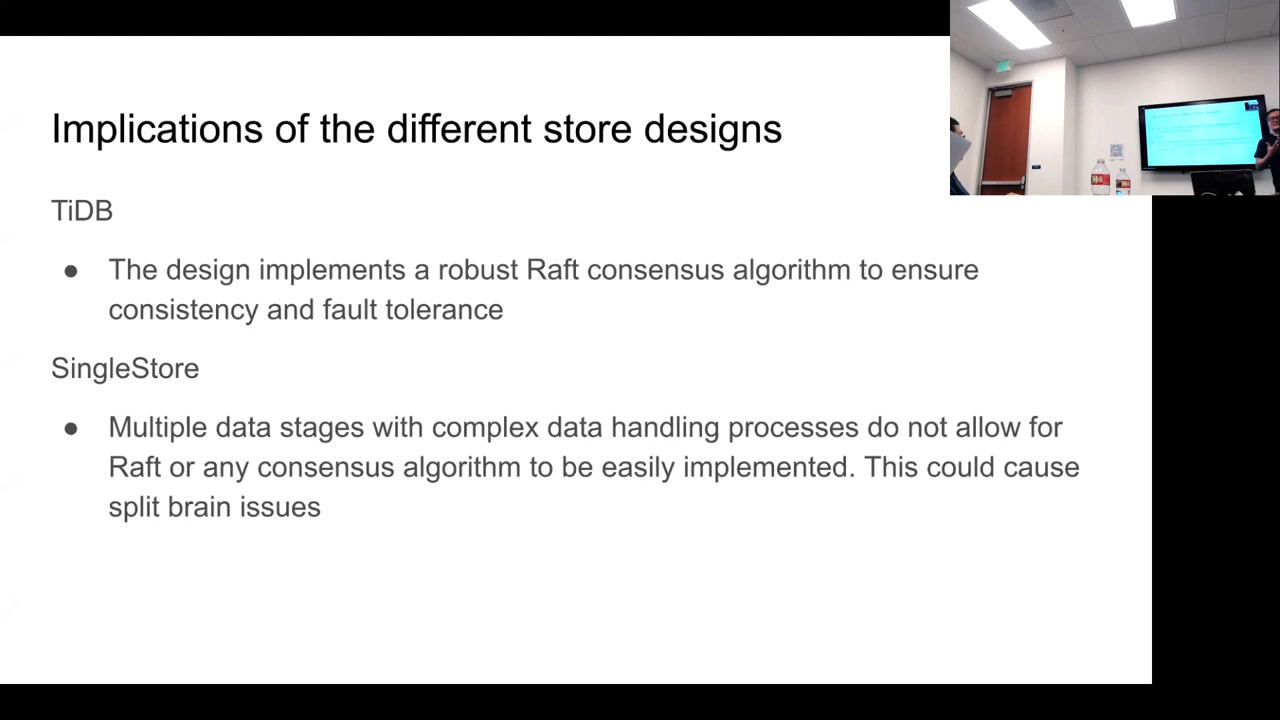 Implications of the different store designs
TiDB
● The design implements a robust Raft consensus algorithm to ensure
consistency and fault tolerance
SingleStore
● Multiple data stages with complex data handling processes do not allow for
Raft or any consensus algorithm to be easily implemented. This could cause
split brain issues